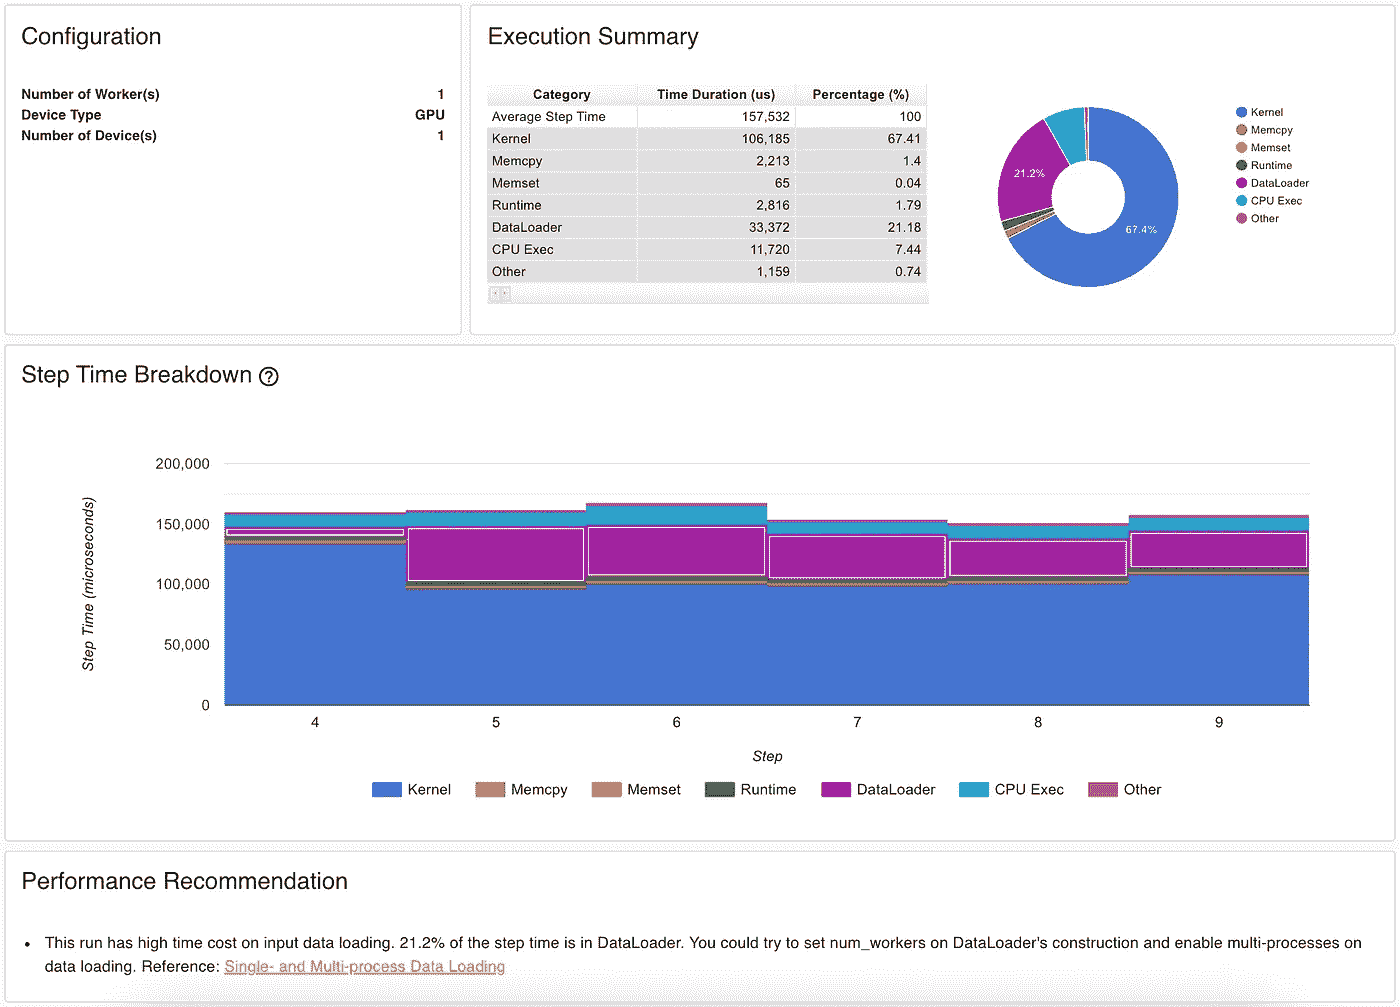 Configuration
Number of Worker(s) 1
Device Type GPU
Number of Device(s) 1
Execution Summary
Category Time Duration (us) Percentage (%)
Average Step Time 157,532 100
Kernel 106,185 67.41
Memcpy 2,213 1.4
Memset 65 0.04
Runtime 2,816 1.79
DataLoader 33,372 21.18
CPU Exec 11,720 7.44
Other 1,159 0.74
21.2%
67.4%
Kernel
Memcpy
Memset
Runtime
DataLoader
CPU Exec
Other
Step Time Breakdown ?
Step Time (microseconds)
200,000
150,000
100,000
50,000
0
4 5 6 7 8 9
Step
Kernel Memcpy Memset Runtime DataLoader CPU Exec Other
Performance Recommendation
• This run has high time cost on input data loading. 21.2% of the step time is in DataLoader. You could try to set num_workers on DataLoader's construction and enable multi-processes on
data loading. Reference: Single- and Multi-process Data Loading